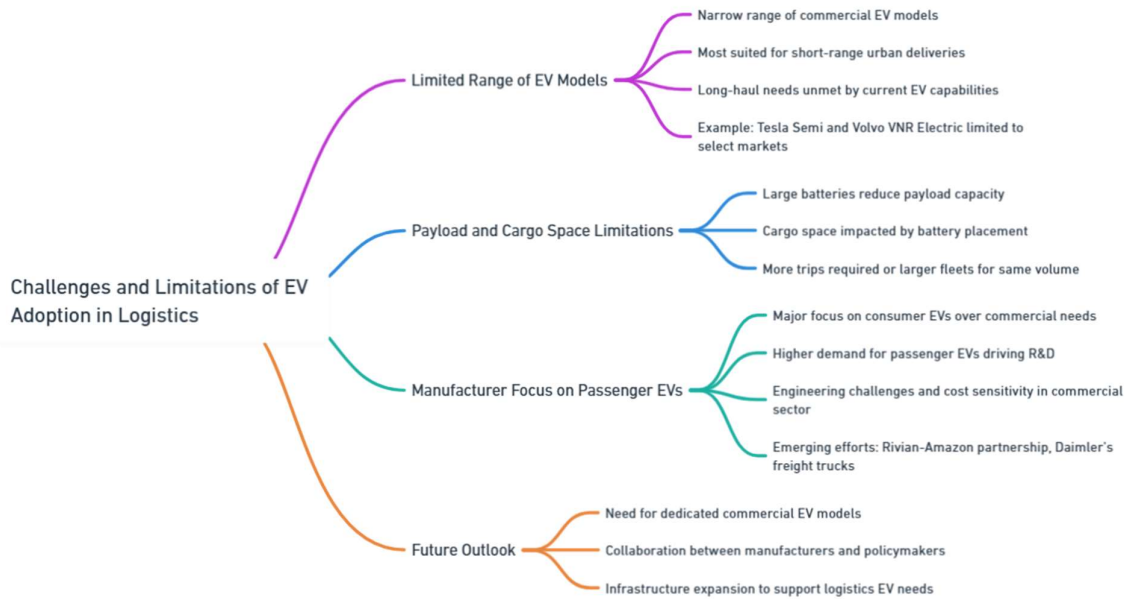 Challenges and Limitations of EV
Adoption in Logistics
Limited Range of EV Models
Narrow range of commercial EV models
Most suited for short-range urban deliveries
Long-haul needs unmet by current EV capabilities
Example: Tesla Semi and Volvo VNR Electric limited to
select markets
Payload and Cargo Space Limitations
Large batteries reduce payload capacity
Cargo space impacted by battery placement
More trips required or larger fleets for same volume
Manufacturer Focus on Passenger EVs
Major focus on consumer EVs over commercial needs
Higher demand for passenger EVs driving R&D
Engineering challenges and cost sensitivity in commercial
sector
Emerging efforts: Rivian-Amazon partnership, Daimler's
freight trucks
Future Outlook
Need for dedicated commercial EV models
Collaboration between manufacturers and policymakers
Infrastructure expansion to support logistics EV needs